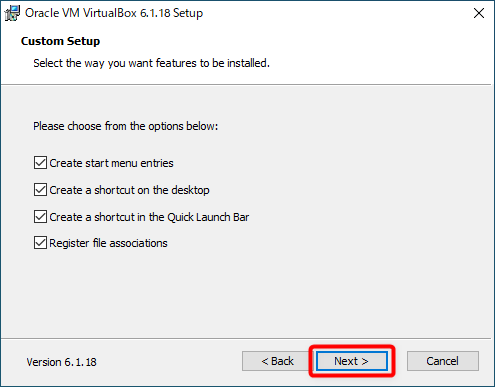 Oracle VM VirtualBox 6.1.18 Setup
Custom Setup
Select the way you want features to be installed.
Please choose from the options below:
Create start menu entries
Create a shortcut on the desktop
Create a shortcut in the Quick Launch Bar
Register file associations
Version 6.1.18
< Back
Next >
Cancel